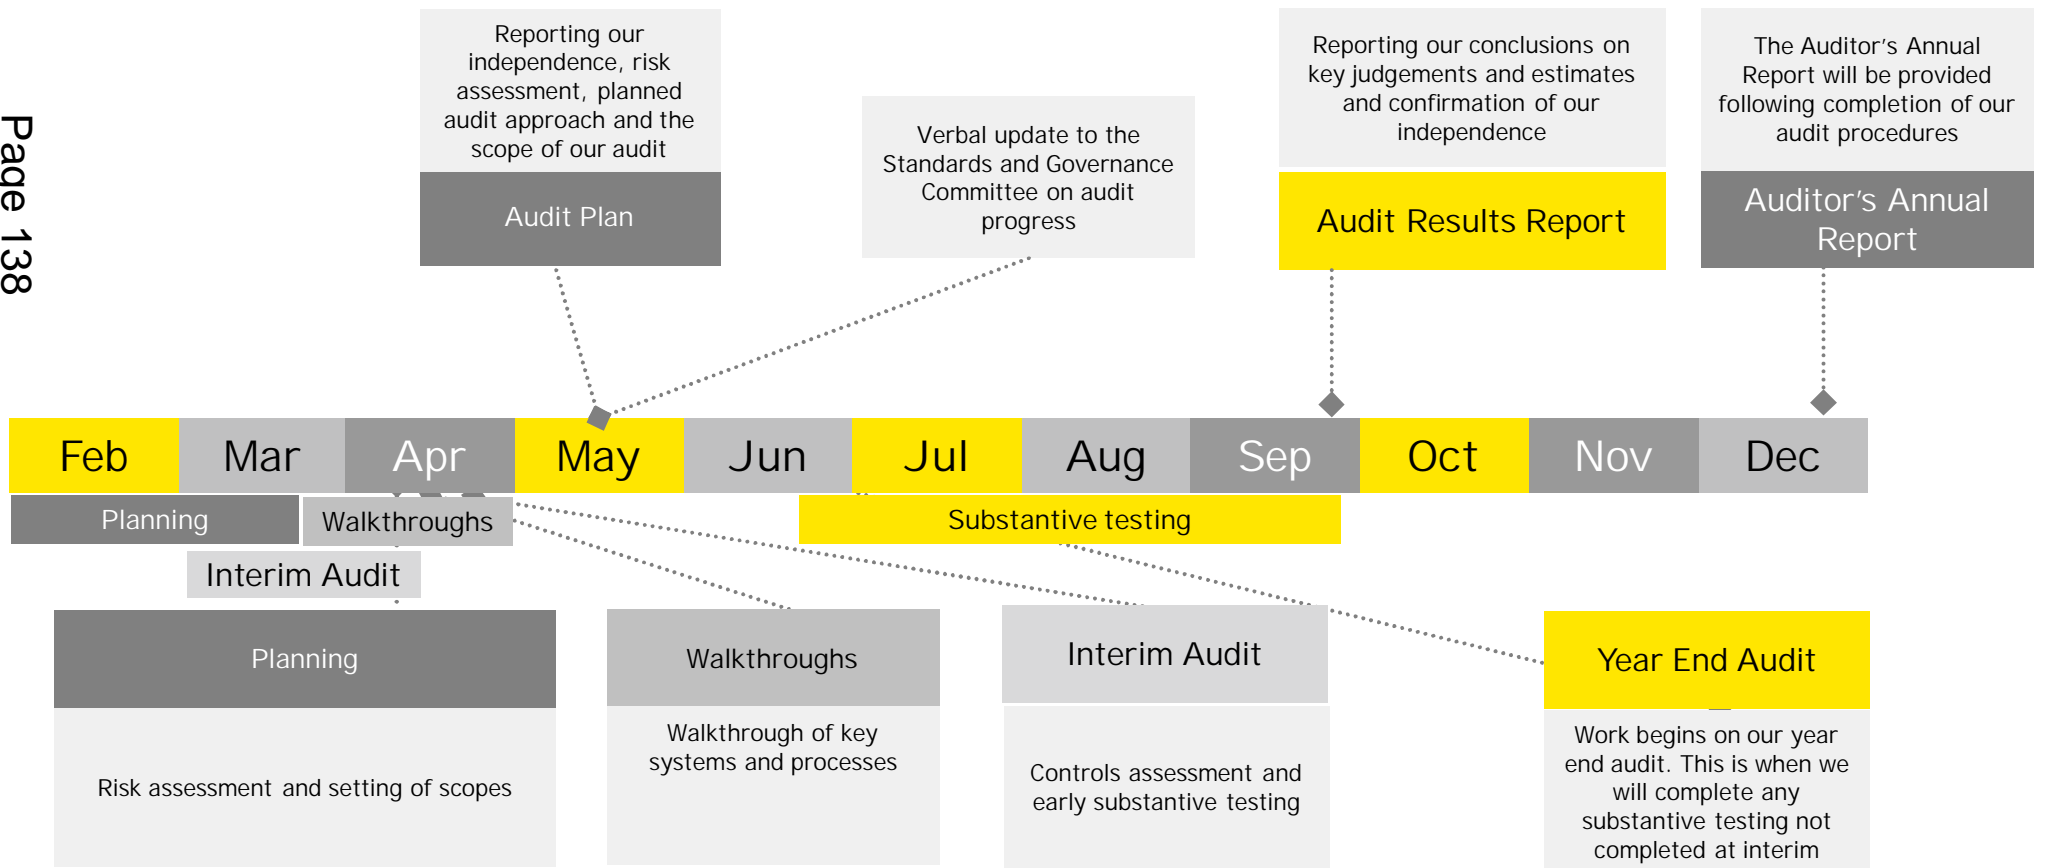 Page 138
Reporting our
independence, risk
assessment, planned
audit approach and the
scope of our audit
Audit Plan
Verbal update to the
Standards and Governance
Committee on audit
progress
Reporting our conclusions on
key judgements and estimates
and confirmation of our
independence
Audit Results Report
The Auditor’s Annual
Report will be provided
following completion of our
audit procedures
Auditor’s Annual
Report
Feb
Mar
Apr
May
Jun
Jul
Aug
Sep
Oct
Nov
Dec
Planning
Walkthroughs
Substantive testing
Interim Audit
Planning
Risk assessment and setting of scopes
Walkthroughs
Walkthrough of key
systems and processes
Interim Audit
Controls assessment and
early substantive testing
Year End Audit
Work begins on our year
end audit. This is when we
will complete any
substantive testing not
completed at interim